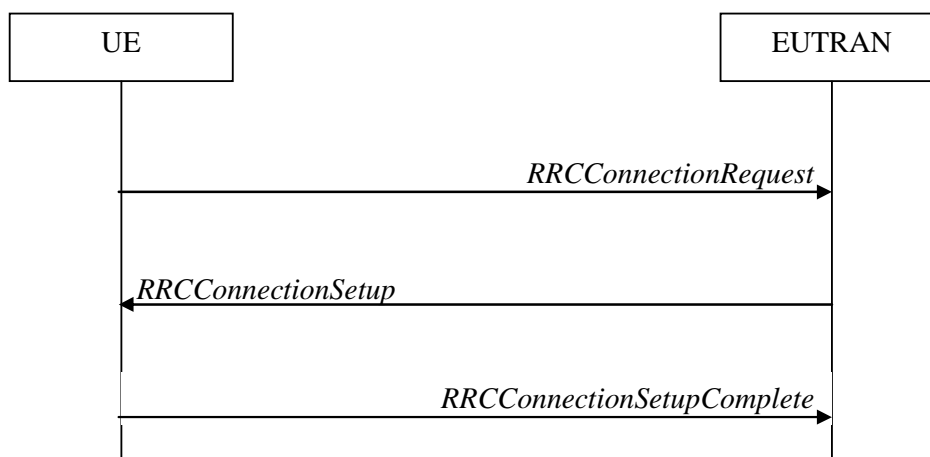 UE
EUTRAN
RRCConnectionRequest
RRCConnectionSetup
RRCConnectionSetupComplete